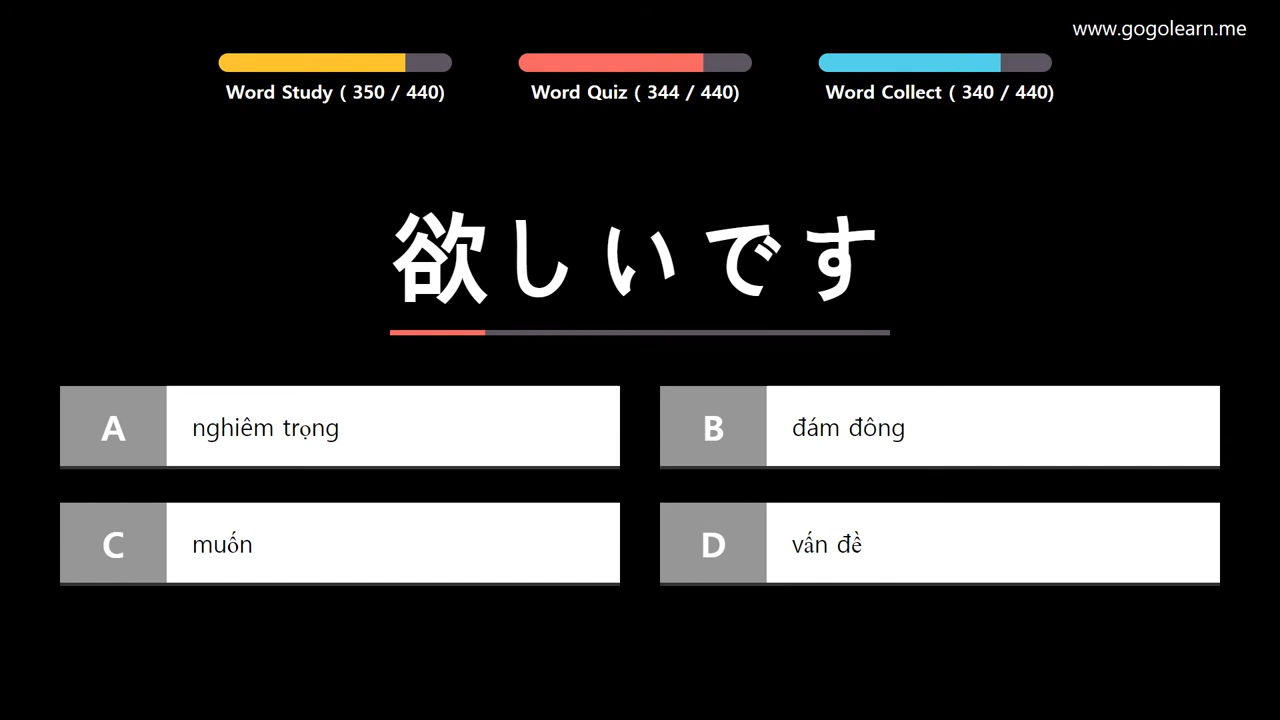 www.gogolearn.me
Word Study ( 350 / 440)
Word Quiz ( 344 / 440)
Word Collect ( 340 / 440)
欲しいです
A nghiêm trọng
B đám đông
C muốn
D vấn đề